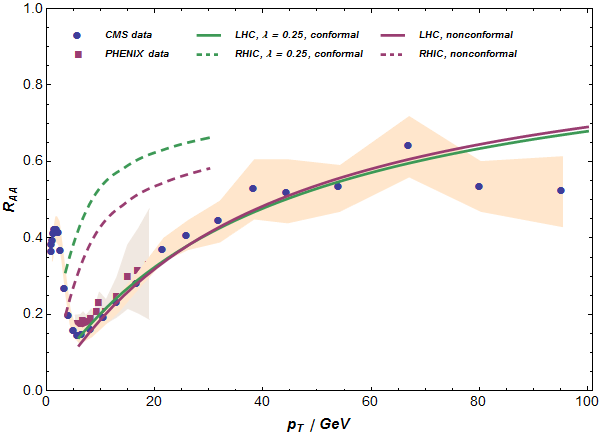 1.0
CMS data LHC, λ = 0.25, conformal LHC, nonconformal
PHENIX data RHIC, λ = 0.25, conformal RHIC, nonconformal
0.8
0.6
R_AA
0.4
0.2
0.0
0 20 40 60 80 100
p_T / GeV